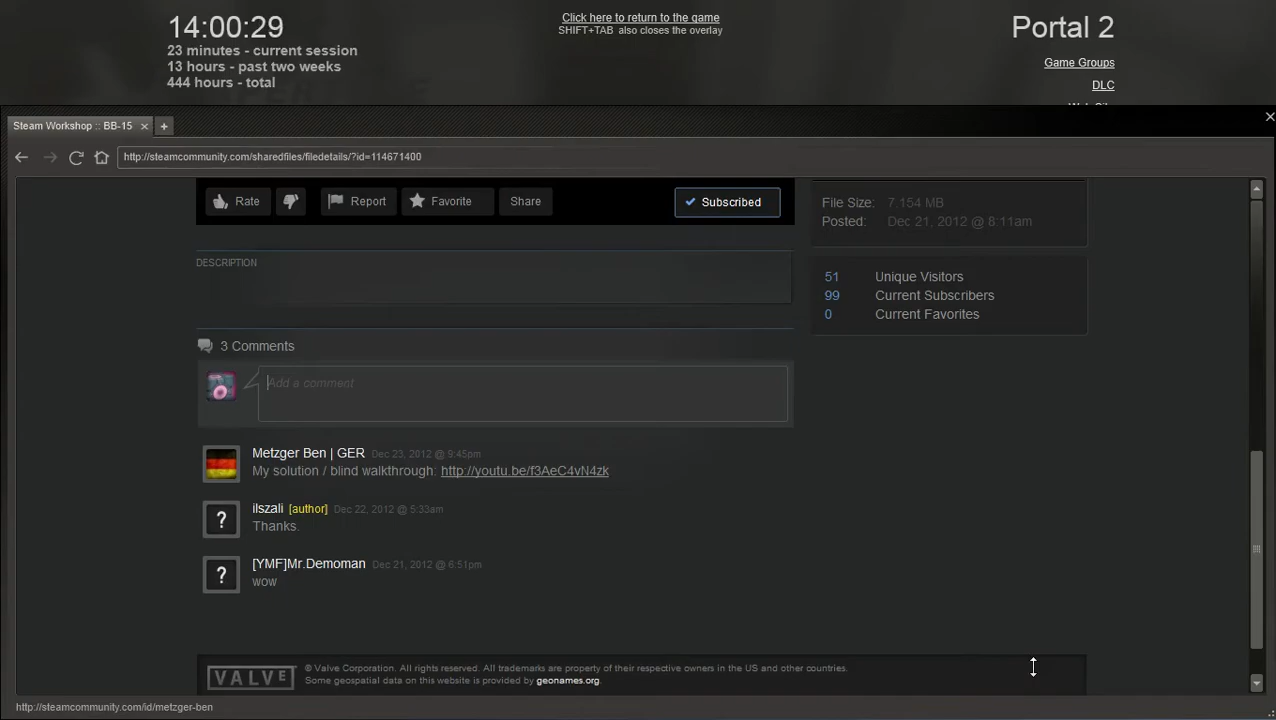 14:00:29
23 minutes - current session
13 hours - past two weeks
444 hours - total
Click here to return to the game
SHIFT+TAB also closes the overlay
Portal 2
Game Groups
DLC
Steam Workshop :: BB-15
http://steamcommunity.com/sharedfiles/filedetails/?id=114671400
Rate
Report
Favorite
Share
Subscribed
File Size: 7.154 MB
Posted: Dec 21, 2012 @ 8:11am
DESCRIPTION
51 Unique Visitors
99 Current Subscribers
0 Current Favorites
3 Comments
Add a comment
Metzger Ben | GER Dec 23, 2012 @ 9:45pm
My solution / blind walkthrough: http://youtu.be/f3AeC4vN4zk
ilszali [author] Dec 22, 2012 @ 5:33am
Thanks.
[YMF]Mr.Demoman Dec 21, 2012 @ 6:51pm
wow
VALVE
© Valve Corporation. All rights reserved. All trademarks are property of their respective owners in the US and other countries.
Some geospatial data on this website is provided by geonames.org.
http://steamcommunity.com/id/metzger-ben